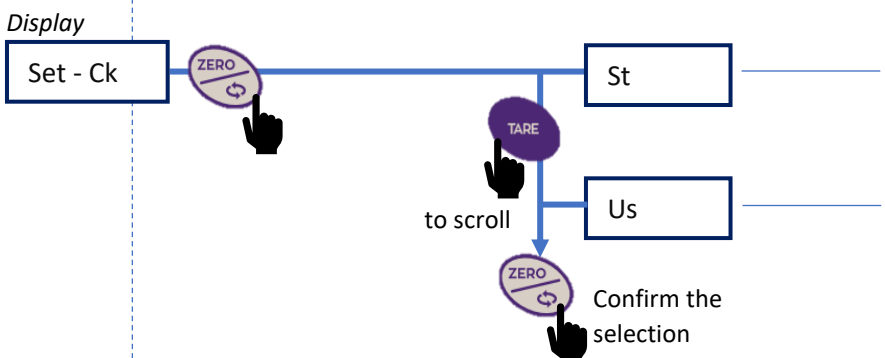 Display
Set - Ck
ZERO
St
TARE
to scroll
Us
ZERO
Confirm the
selection